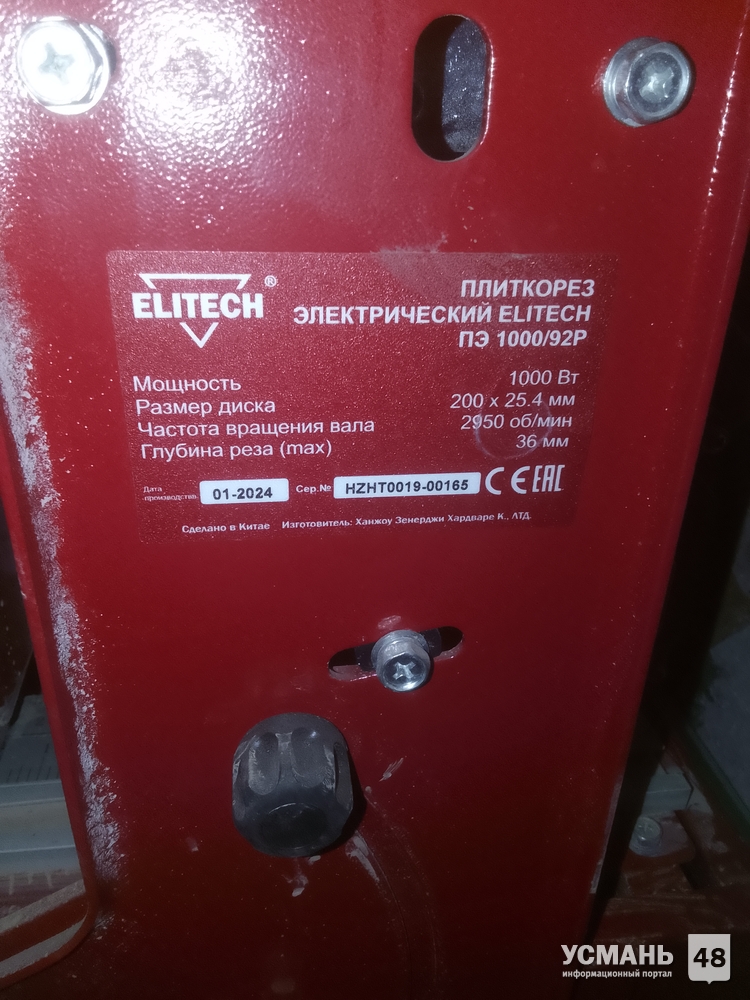 ELITECH®
ПЛИТКОРЕЗ
ЭЛЕКТРИЧЕСКИЙ ELITECH
ПЭ 1000/92Р
Мощность 1000 Вт
Размер диска 200 x 25.4 мм
Частота вращения вала 2950 об/мин
Глубина реза (max) 36 мм
Дата производства 01-2024 Сер.№ HZHT0019-00165 CE EAC
Сделано в Китае Изготовитель: Ханжоу Зенерджи Хардваре К., ЛТД.
УСМАНЬ 48
информационный портал